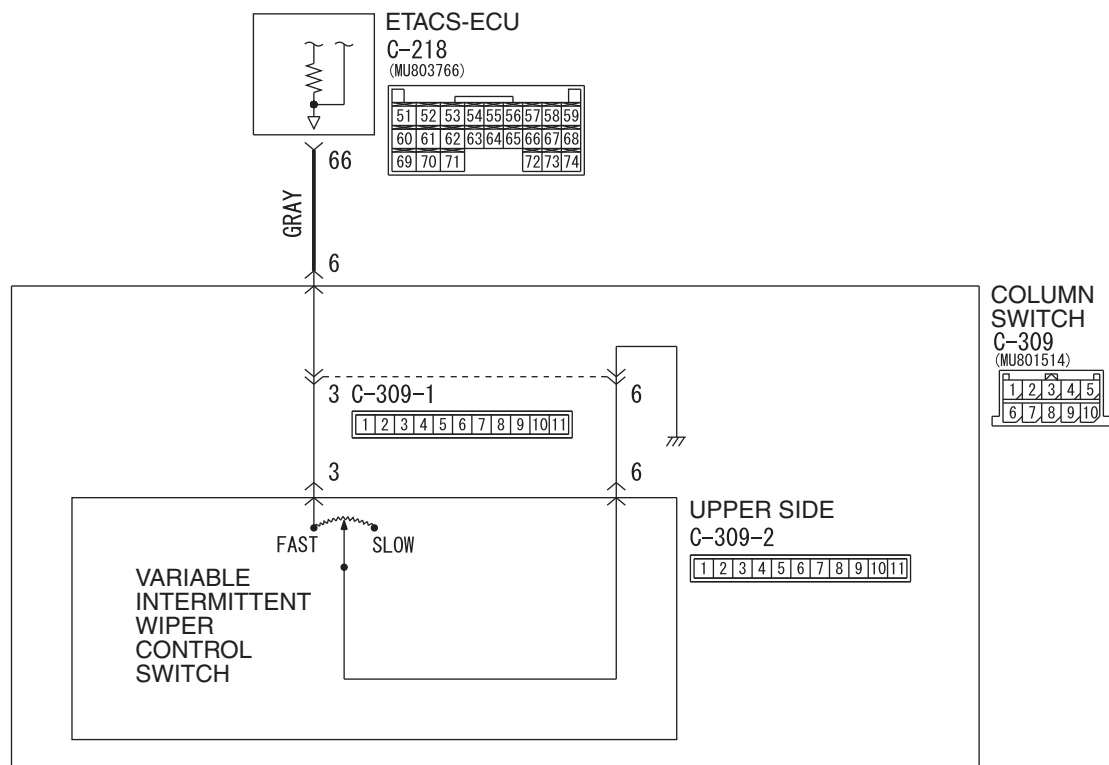 ETACS-ECU
C-218
(MU803766)
51 52 53 54 55 56 57 58 59
60 61 62 63 64 65 66 67 68
69 70 71 72 73 74
66
GRAY
6
COLUMN
SWITCH
C-309
(MU801514)
1 2 3 4 5
6 7 8 9 10
3 C-309-1 6
1 2 3 4 5 6 7 8 9 10 11
3 6
UPPER SIDE
C-309-2
1 2 3 4 5 6 7 8 9 10 11
FAST SLOW
VARIABLE
INTERMITTENT
WIPER
CONTROL
SWITCH